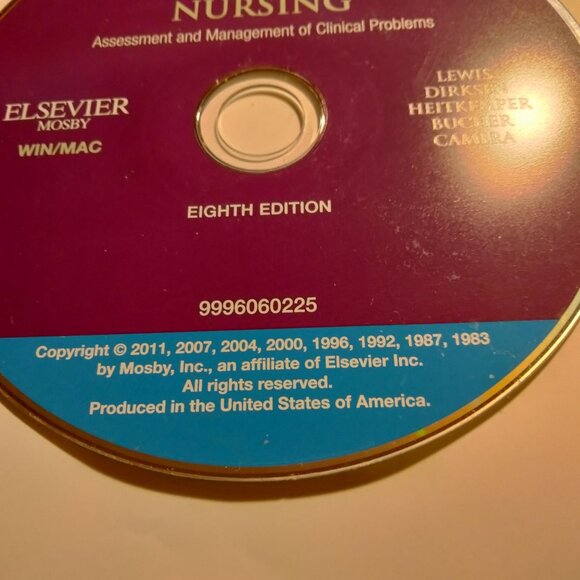 NURSING
Assessment and Management of Clinical Problems
ELSEVIER
MOSBY
WIN/MAC
LEWIS
DIRKSEN
HEITKEMPER
BUCHER
CAMERA
EIGHTH EDITION
9996060225
Copyright © 2011, 2007, 2004, 2000, 1996, 1992, 1987, 1983
by Mosby, Inc., an affiliate of Elsevier Inc.
All rights reserved.
Produced in the United States of America.